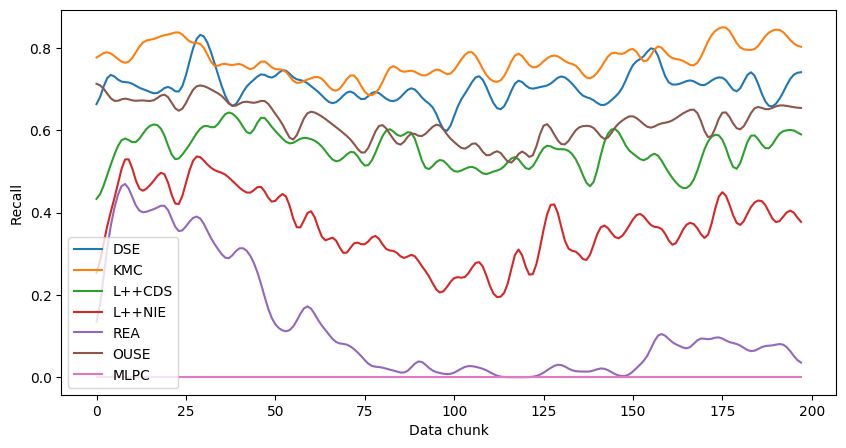 0.8
0.6
0.4
0.2
0.0
Recall
DSE
KMC
L++CDS
L++NIE
REA
OUSE
MLPC
0 25 50 75 100 125 150 175 200
Data chunk